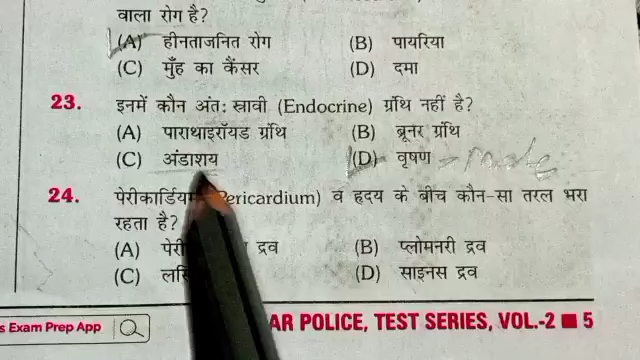 वाला रोग है?
(A) हीनताजनित रोग (B) पायरिया
(C) मुँह का कैंसर (D) दमा
23. इनमें कौन अंतः स्रावी (Endocrine) ग्रंथि नहीं है?
(A) पाराथाइरॉयड ग्रंथि (B) ब्रूनर ग्रंथि
(C) अंडाशय (D) वृषण - male
24. पेरीकार्डियम (Pericardium) व हृदय के बीच कौन-सा तरल भरा
रहता है?
(A) द्रव (B) प्लोमनरी द्रव
(C) (D) साइनस द्रव
s Exam Prep App
AR POLICE, TEST SERIES, VOL.-2 ■ 5